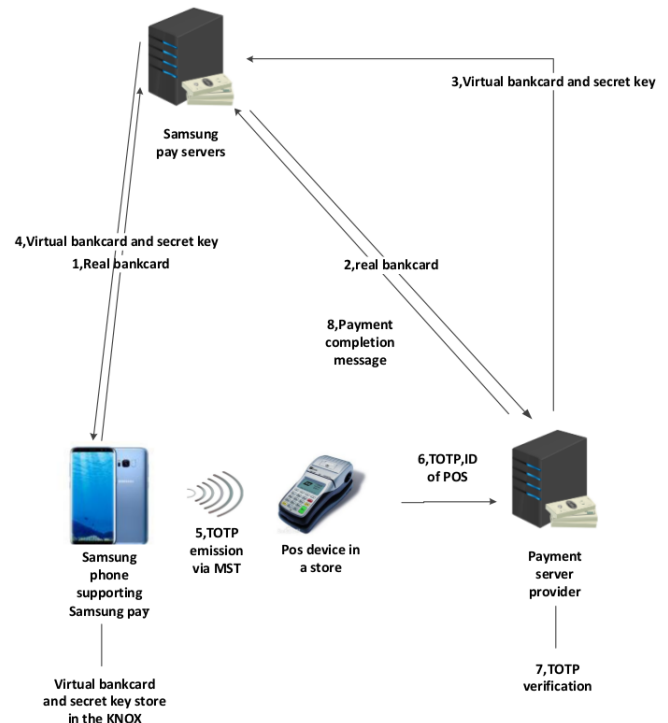 3,Virtual bankcard and secret key
Samsung
pay servers
4,Virtual bankcard and secret key
1,Real bankcard
2,real bankcard
8,Payment
completion
message
6,TOTP,ID
of POS
5,TOTP
emission
via MST
Pos device in
a store
Samsung
phone
supporting
Samsung pay
Payment
server
provider
Virtual bankcard
and secret key store
in the KNOX
7,TOTP
verification